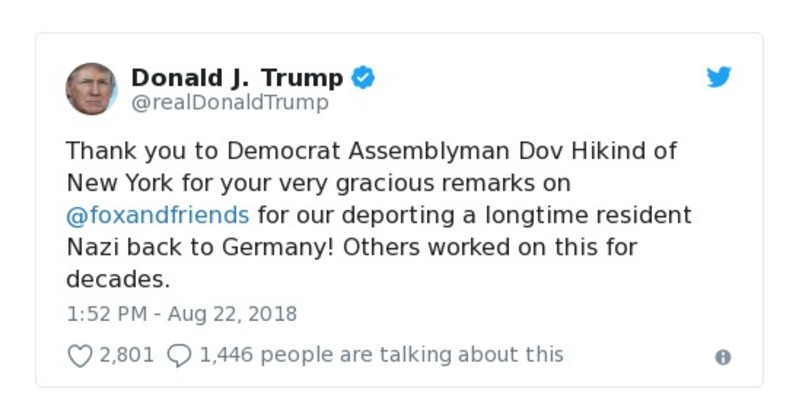 Donald J. Trump
@realDonaldTrump
Thank you to Democrat Assemblyman Dov Hikind of
New York for your very gracious remarks on
@foxandfriends for our deporting a longtime resident
Nazi back to Germany! Others worked on this for
decades.
1:52 PM - Aug 22, 2018
2,801 1,446 people are talking about this